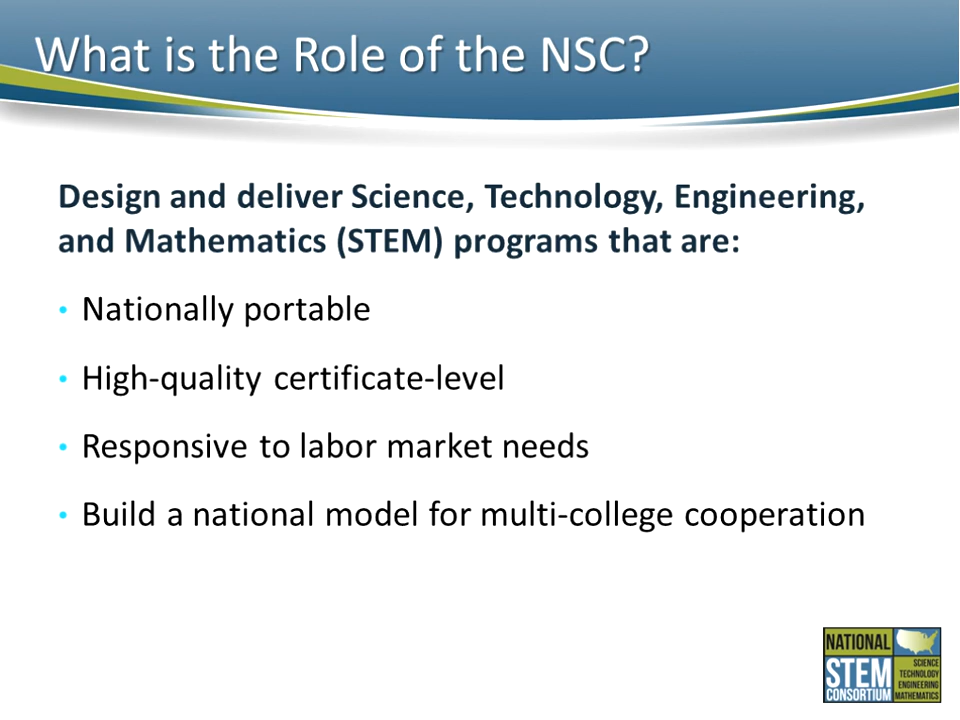 What is the Role of the NSC?
Design and deliver Science, Technology, Engineering,
and Mathematics (STEM) programs that are:
• Nationally portable
• High-quality certificate-level
• Responsive to labor market needs
• Build a national model for multi-college cooperation
NATIONAL
STEM
CONSORTIUM
SCIENCE
TECHNOLOGY
ENGINEERING
MATHEMATICS